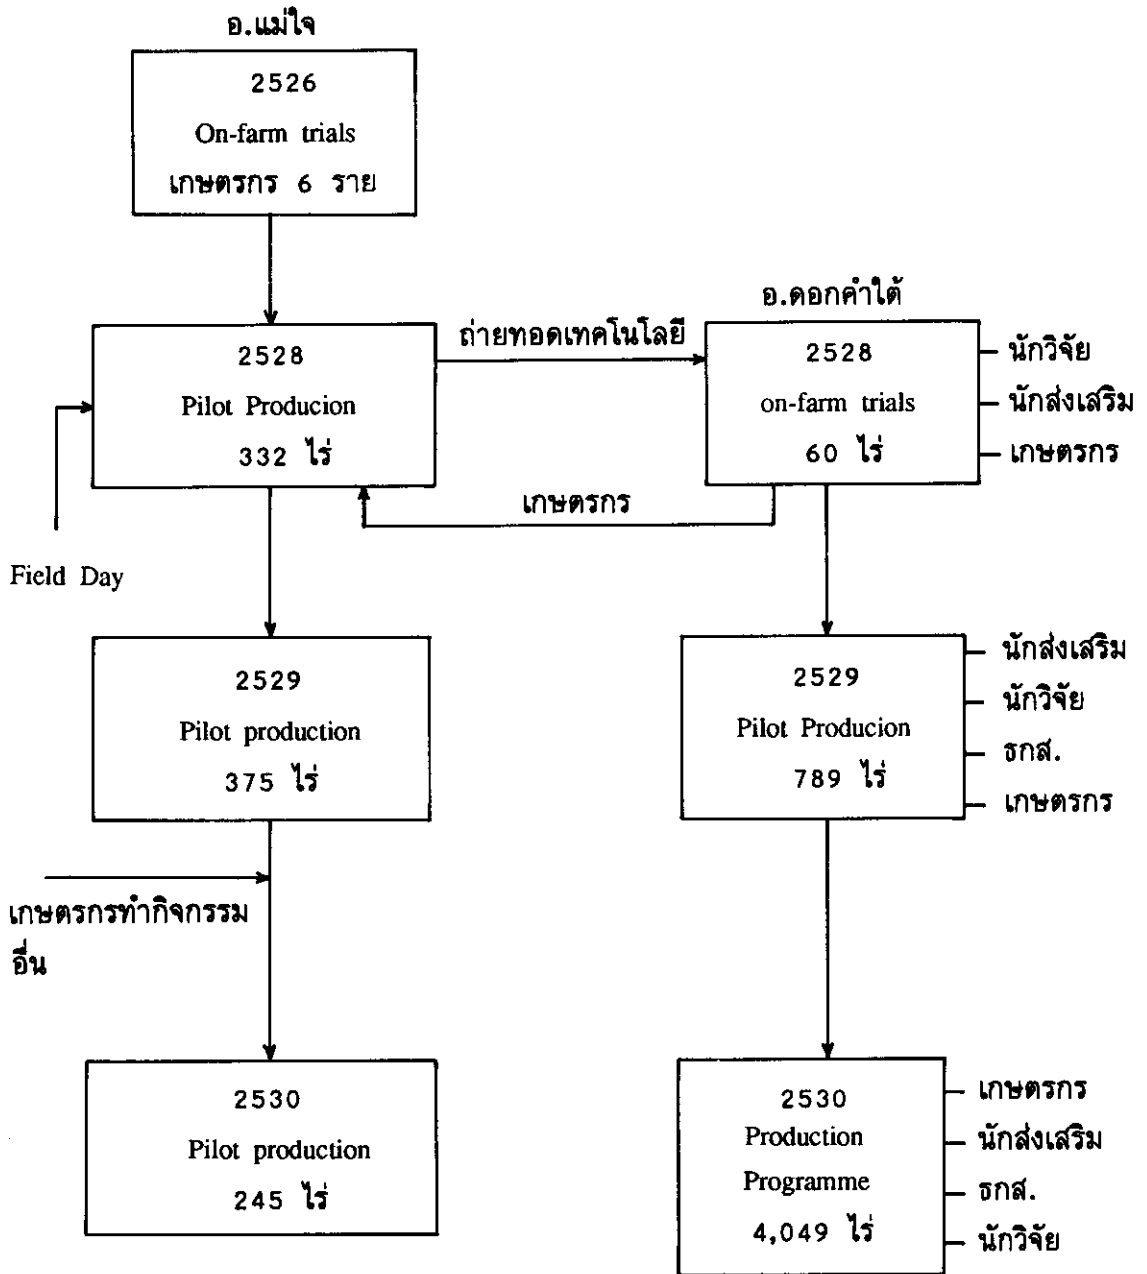 อ.แม่ใจ
2526
On-farm trials
เกษตรกร 6 ราย
อ.ดอกคำใต้
2528
Pilot Producion
332 ไร่
ถ่ายทอดเทคโนโลยี
2528
on-farm trials
60 ไร่
นักวิจัย
นักส่งเสริม
เกษตรกร
เกษตรกร
Field Day
2529
Pilot production
375 ไร่
2529
Pilot Producion
789 ไร่
นักส่งเสริม
นักวิจัย
ธกส.
เกษตรกร
เกษตรกรทำกิจกรรม
อื่น
2530
Pilot production
245 ไร่
2530
Production
Programme
4,049 ไร่
เกษตรกร
นักส่งเสริม
ธกส.
นักวิจัย